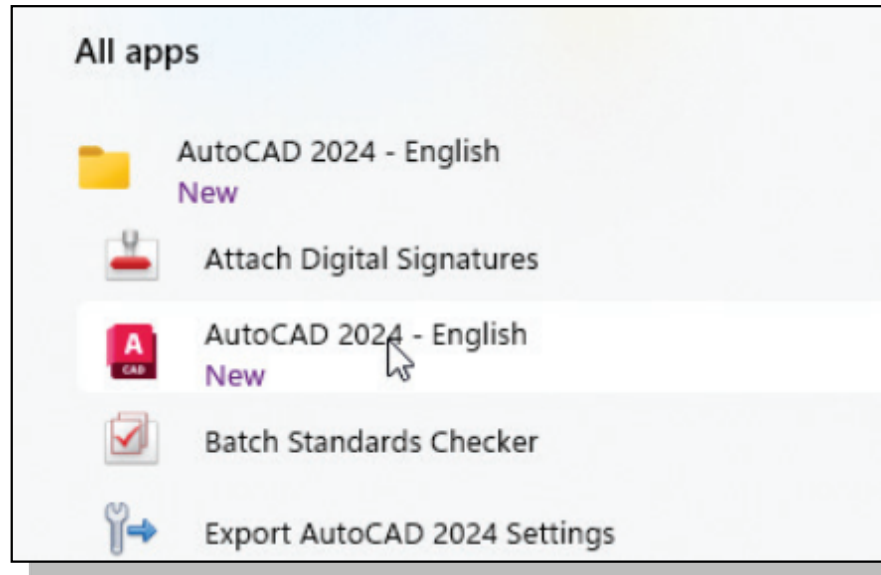 All apps
AutoCAD 2024 - English
New
Attach Digital Signatures
A
CAD
AutoCAD 2024 - English
New
Batch Standards Checker
Export AutoCAD 2024 Settings